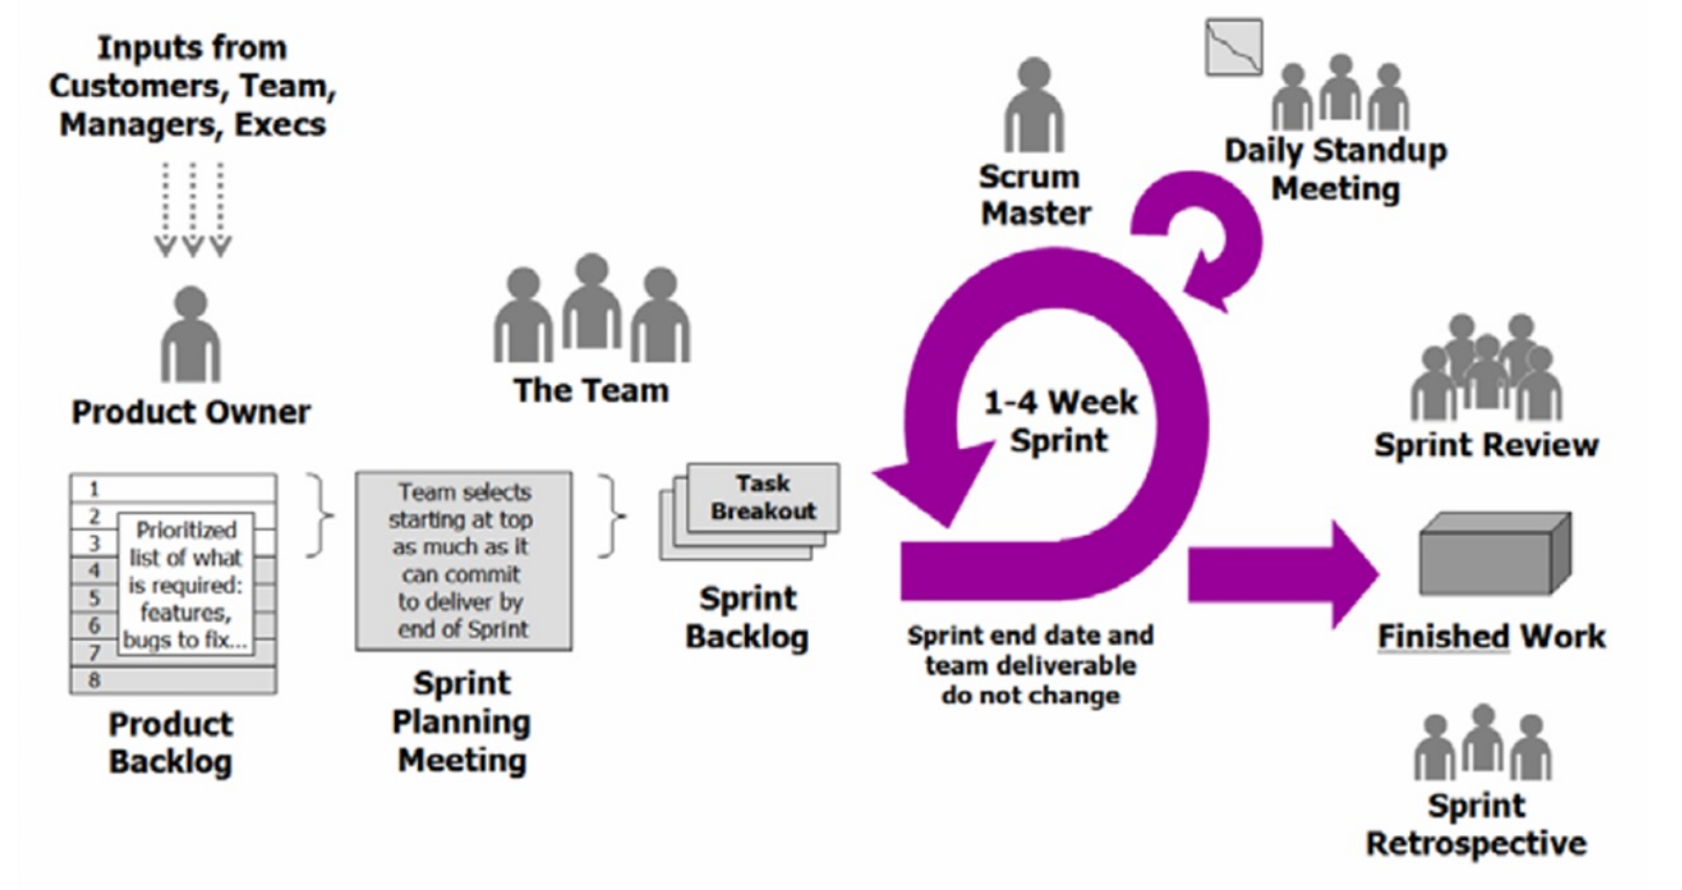 Inputs from
Customers, Team,
Managers, Execs
Product Owner
The Team
Scrum
Master
Daily Standup
Meeting
1-4 Week
Sprint
Sprint Review
1
2
3
4
5
6
7
8
Prioritized
list of what
is required:
features,
bugs to fix...
Product
Backlog
Team selects
starting at top
as much as it
can commit
to deliver by
end of Sprint
Sprint
Planning
Meeting
Task
Breakout
Sprint
Backlog
Sprint end date and
team deliverable
do not change
Finished Work
Sprint
Retrospective